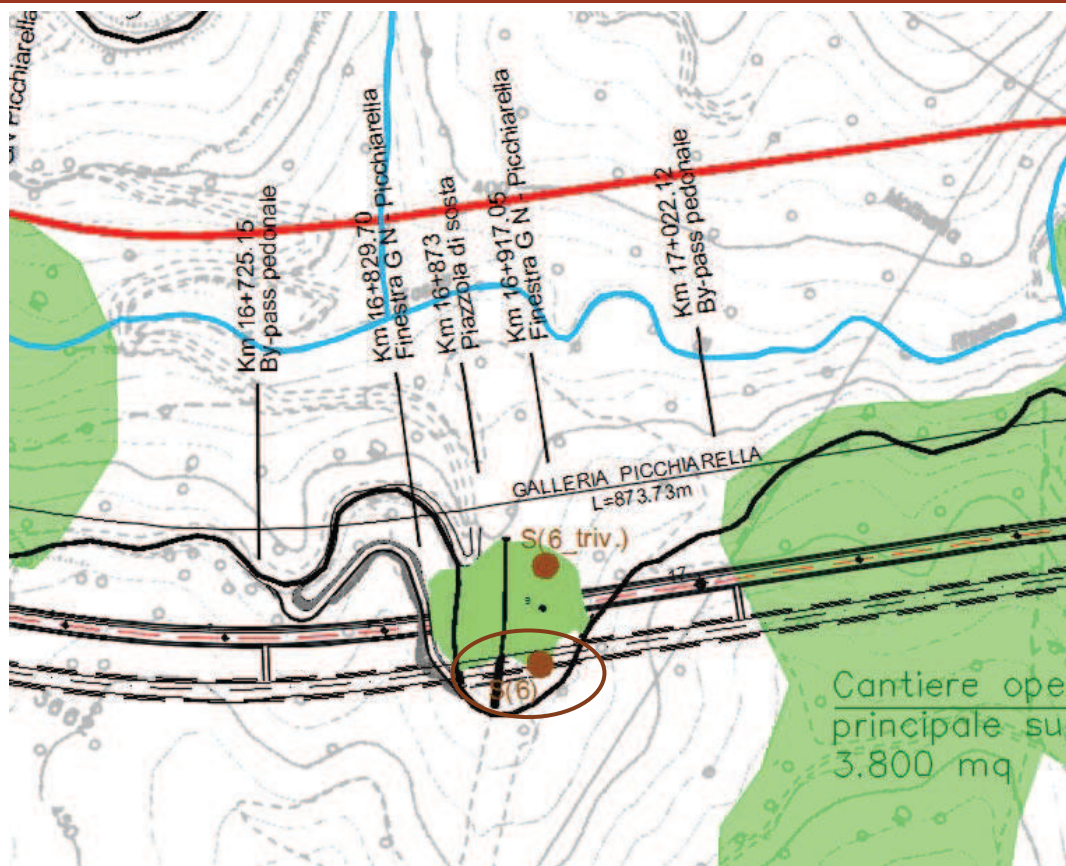 GN Picchiarella
Km 16+725.15
By-pass pedonale
Km 16+829.70
Finestra G N - Picchiarella
Km 16+873
Piazzola di sosta
Km 16+917.05
Finestra G N - Picchiarella
Km 17+022.12
By-pass pedonale
GALLERIA PICCHIARELLA
L=873.73m
S(6_triv.)
17
S(6)
Cantiere ope
principale su
3.800 mq